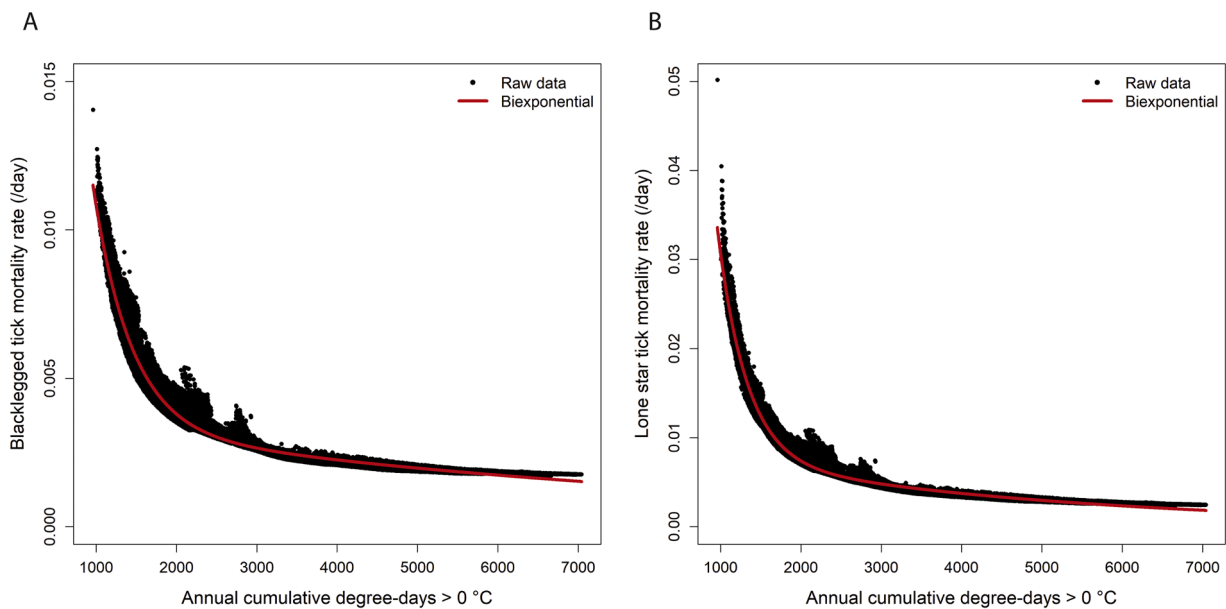 A
Blacklegged tick mortality rate (/day)
0.015
0.010
0.005
0.000
Raw data
Biexponential
1000 2000 3000 4000 5000 6000 7000
Annual cumulative degree-days > 0 °C
B
Lone star tick mortality rate (/day)
0.05
0.04
0.03
0.02
0.01
0.00
Raw data
Biexponential
1000 2000 3000 4000 5000 6000 7000
Annual cumulative degree-days > 0 °C